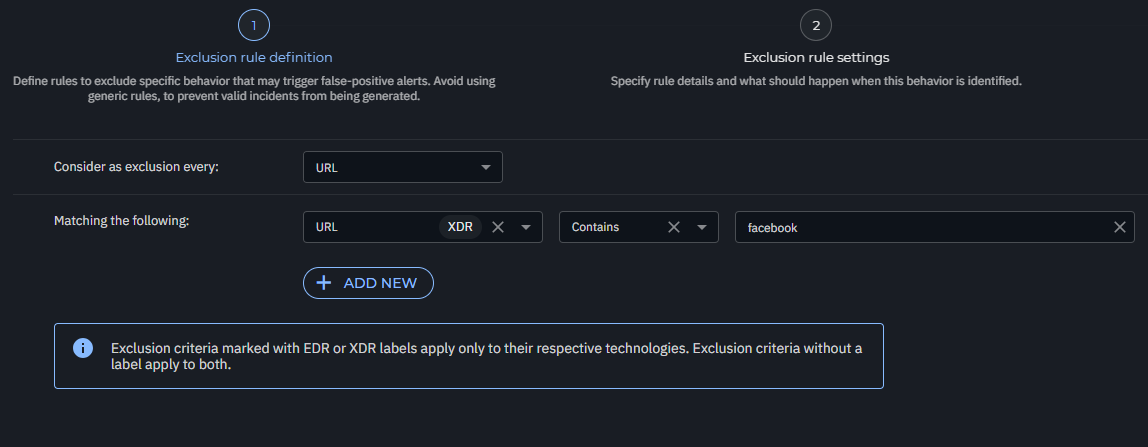 1
Exclusion rule definition
Define rules to exclude specific behavior that may trigger false-positive alerts. Avoid using
generic rules, to prevent valid incidents from being generated.
2
Exclusion rule settings
Specify rule details and what should happen when this behavior is identified.
Consider as exclusion every: URL
Matching the following: URL XDR Contains facebook
ADD NEW
Exclusion criteria marked with EDR or XDR labels apply only to their respective technologies. Exclusion criteria without a
label apply to both.